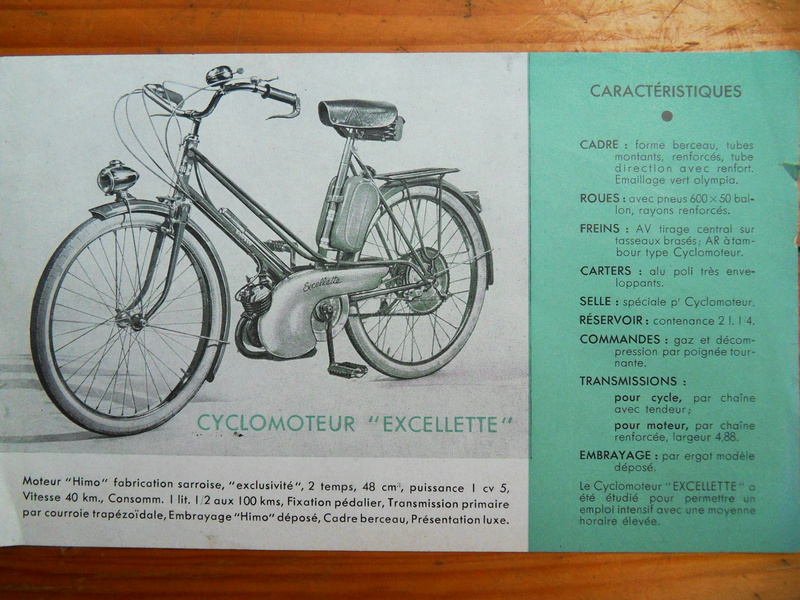 Excellette
CYCLOMOTEUR "EXCELLETTE"
Moteur "Himo" fabrication sarroise, "exclusivité", 2 temps, 48 cm³, puissance 1 cv 5,
Vitesse 40 km., Consomm. 1 lit. 1/2 aux 100 kms, Fixation pédalier, Transmission primaire
par courroie trapézoïdale, Embrayage "Himo" déposé, Cadre berceau, Présentation luxe.
CARACTÉRISTIQUES
CADRE : forme berceau, tubes
montants, renforcés, tube
direction avec renfort.
Emaillage vert olympia.
ROUES : avec pneus 600×50 bal-
lon, rayons renforcés.
FREINS : AV tirage central sur
tasseaux brasés; AR à tam-
bour type Cyclomoteur.
CARTERS : alu poli très enve-
loppants.
SELLE : spéciale pr Cyclomoteur.
RÉSERVOIR : contenance 2 l. 1 4.
COMMANDES : gaz et décom-
pression par poignée tour-
nante.
TRANSMISSIONS :
pour cycle, par chaîne
avec tendeur;
pour moteur, par chaîne
renforcée, largeur 4,88.
EMBRAYAGE : par ergot modèle
déposé.
Le Cyclomoteur "EXCELLETTE" a
été étudié pour permettre un
emploi intensif avec une moyenne
horaire élevée.